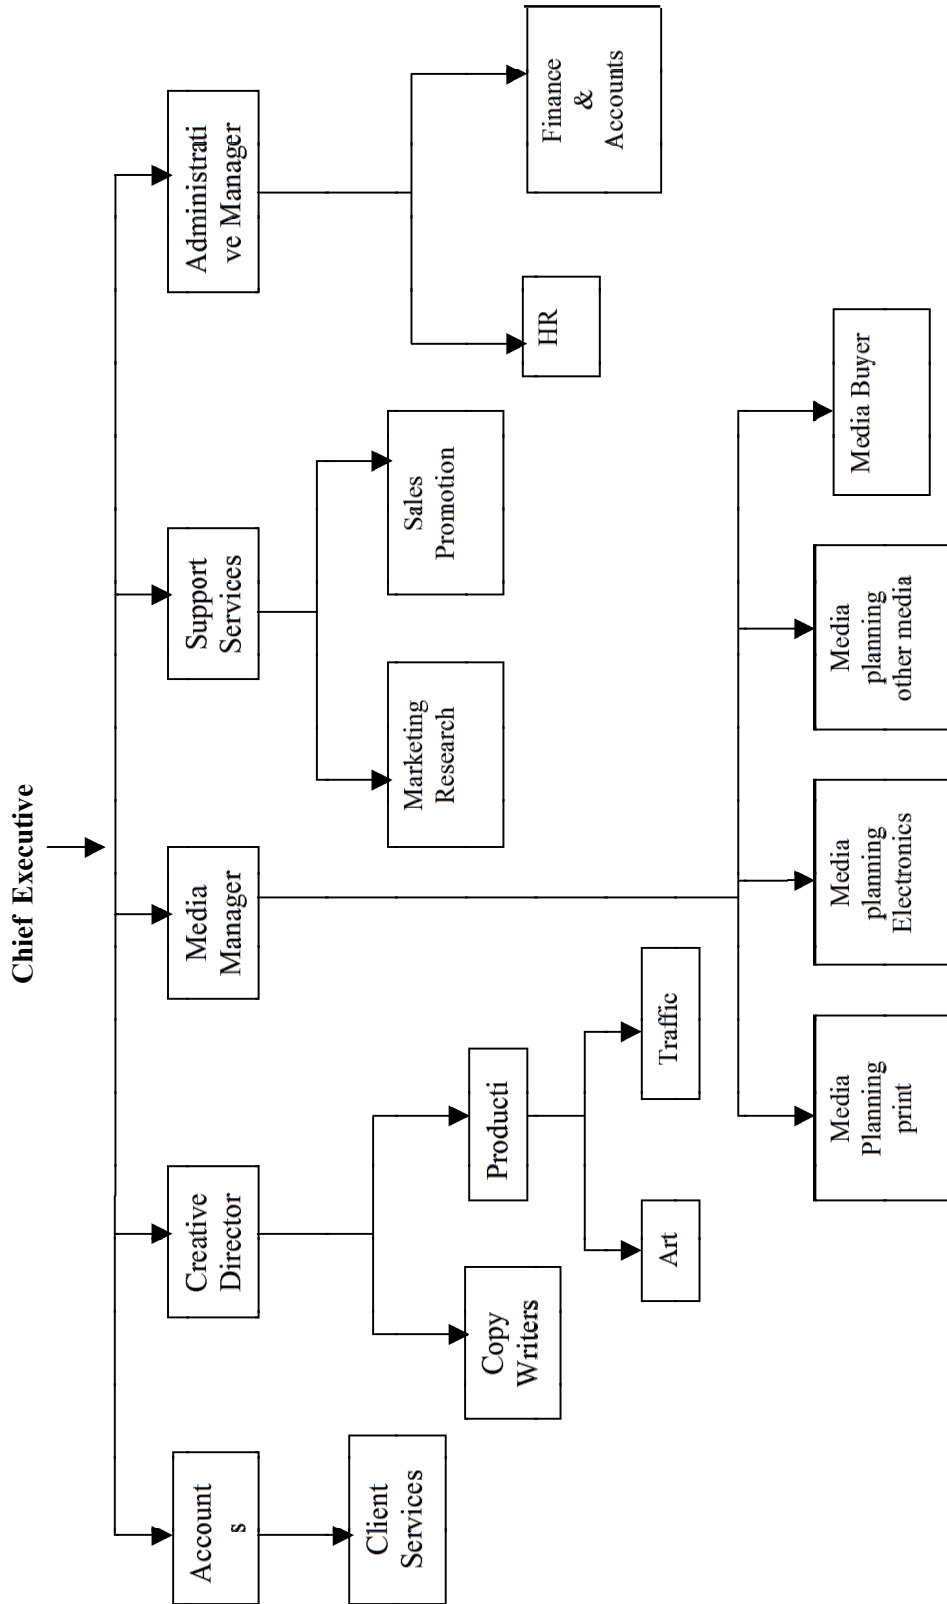 Chief Executive
Account
s
Creative
Director
Media
Manager
Support
Services
Administrati
ve Manager
Client
Services
Copy
Writers
Producti
Marketing
Research
Sales
Promotion
HR
Finance
&
Accounts
Art
Traffic
Media
Planning
print
Media
planning
Electronics
Media
planning
other media
Media Buyer